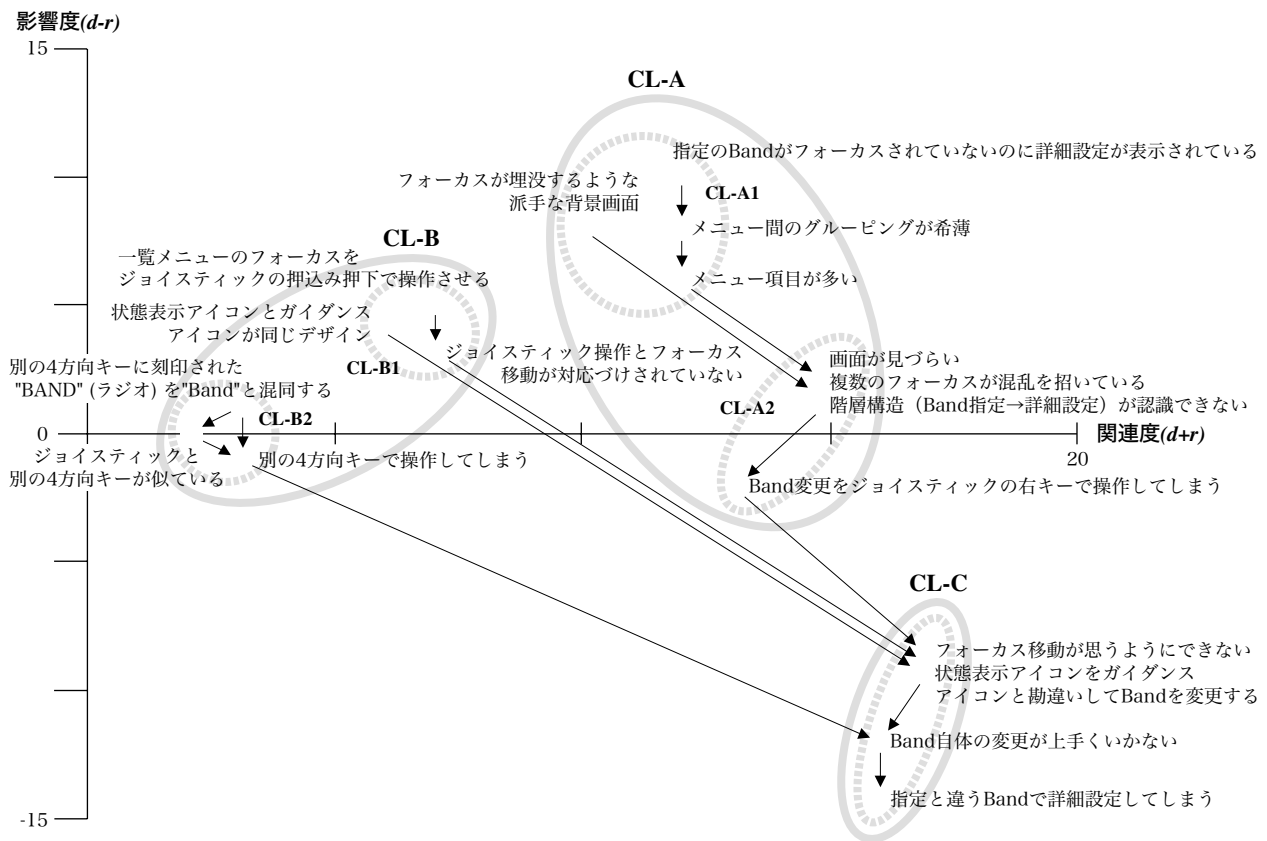 影響度(d-r)
15
CL-A
指定のBandがフォーカスされていないのに詳細設定が表示されている
フォーカスが埋没するような
派手な背景画面
CL-A1
メニュー間のグルーピングが希薄
メニュー項目が多い
CL-B
一覧メニューのフォーカスを
ジョイスティックの押込み押下で操作させる
状態表示アイコンとガイダンス
アイコンが同じデザイン
CL-B1
ジョイスティック操作とフォーカス
移動が対応づけされていない
画面が見づらい
複数のフォーカスが混乱を招いている
階層構造（Band指定→詳細設定）が認識できない
CL-A2
別の4方向キーに刻印された
"BAND" (ラジオ) を"Band"と混同する
CL-B2
0
関連度(d+r)
20
ジョイスティックと
別の4方向キーが似ている
別の4方向キーで操作してしまう
Band変更をジョイスティックの右キーで操作してしまう
CL-C
フォーカス移動が思うようにできない
状態表示アイコンをガイダンス
アイコンと勘違いしてBandを変更する
Band自体の変更が上手くいかない
指定と違うBandで詳細設定してしまう
-15